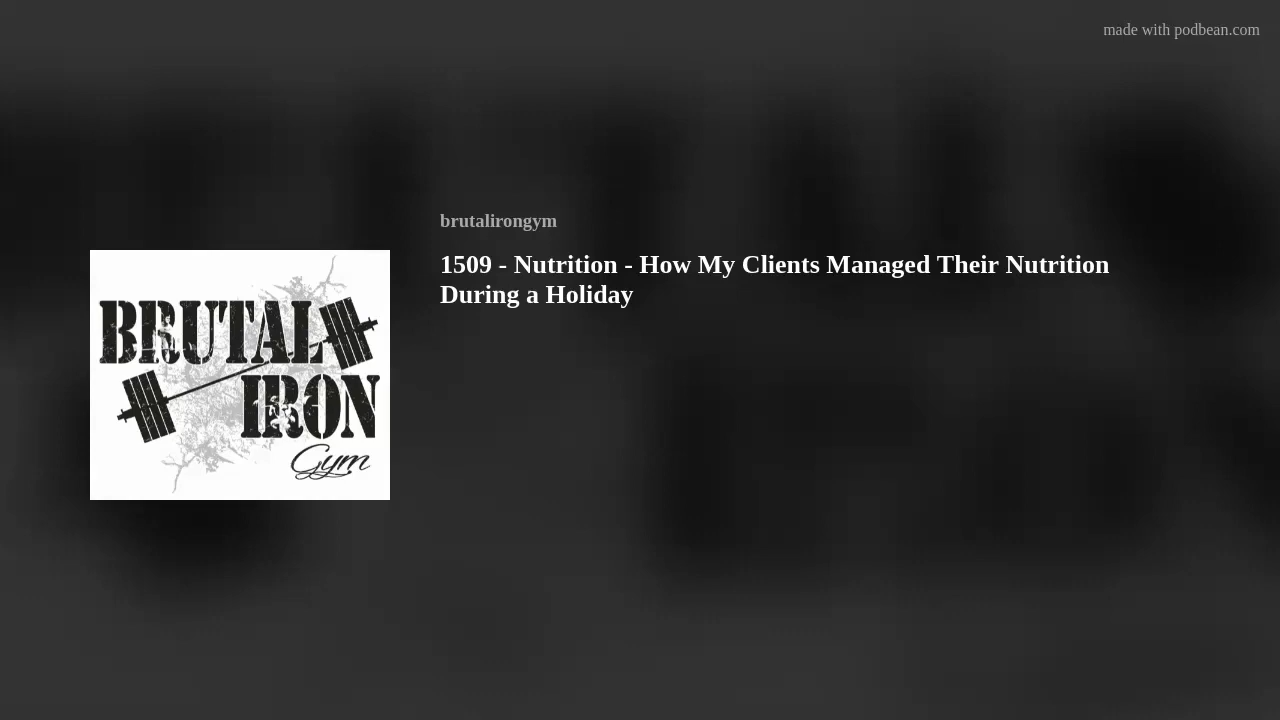 made with podbean.com
brutalirongym
1509 - Nutrition - How My Clients Managed Their Nutrition
During a Holiday
BRUTAL
IRON
Gym